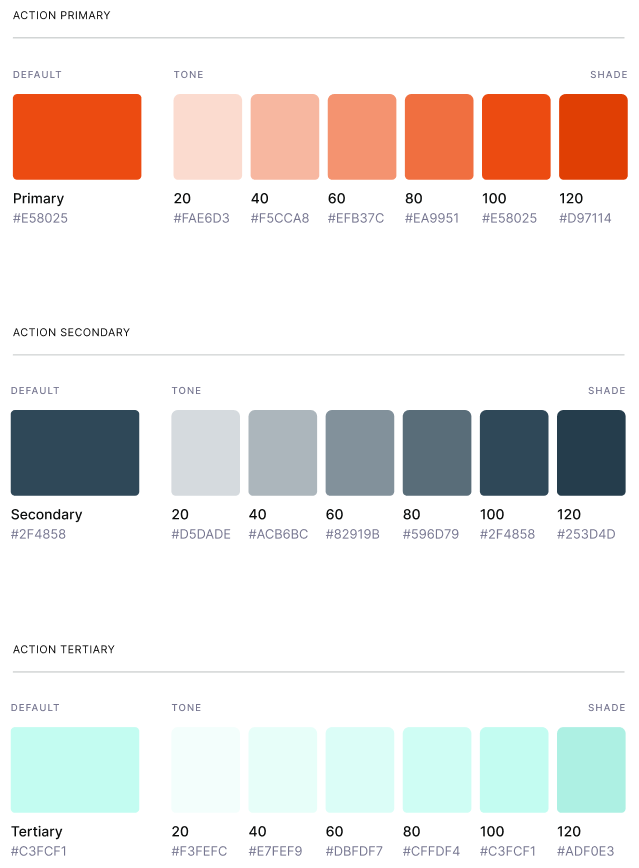 ACTION PRIMARY
DEFAULT TONE SHADE
Primary 20 40 60 80 100 120
#E58025 #FAE6D3 #F5CCA8 #EFB37C #EA9951 #E58025 #D97114
ACTION SECONDARY
DEFAULT TONE SHADE
Secondary 20 40 60 80 100 120
#2F4858 #D5DADE #ACB6BC #82919B #596D79 #2F4858 #253D4D
ACTION TERTIARY
DEFAULT TONE SHADE
Tertiary 20 40 60 80 100 120
#C3FCF1 #F3FEFC #E7FEF9 #DBFDF7 #CFFDF4 #C3FCF1 #ADF0E3